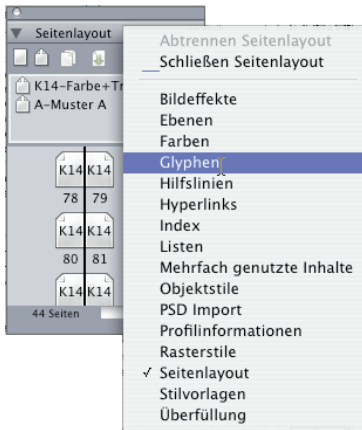 Seitenlayout
K14-Farbe+Tr
A-Muster A
K14 K14
78 79
K14 K14
80 81
K14 K14
44 Seiten
Abtrennen Seitenlayout
Schließen Seitenlayout
Bildeffekte
Ebenen
Farben
Glyphen
Hilfslinien
Hyperlinks
Index
Listen
Mehrfach genutzte Inhalte
Objektstile
PSD Import
Profilinformationen
Rasterstile
✓ Seitenlayout
Stilvorlagen
Überfüllung